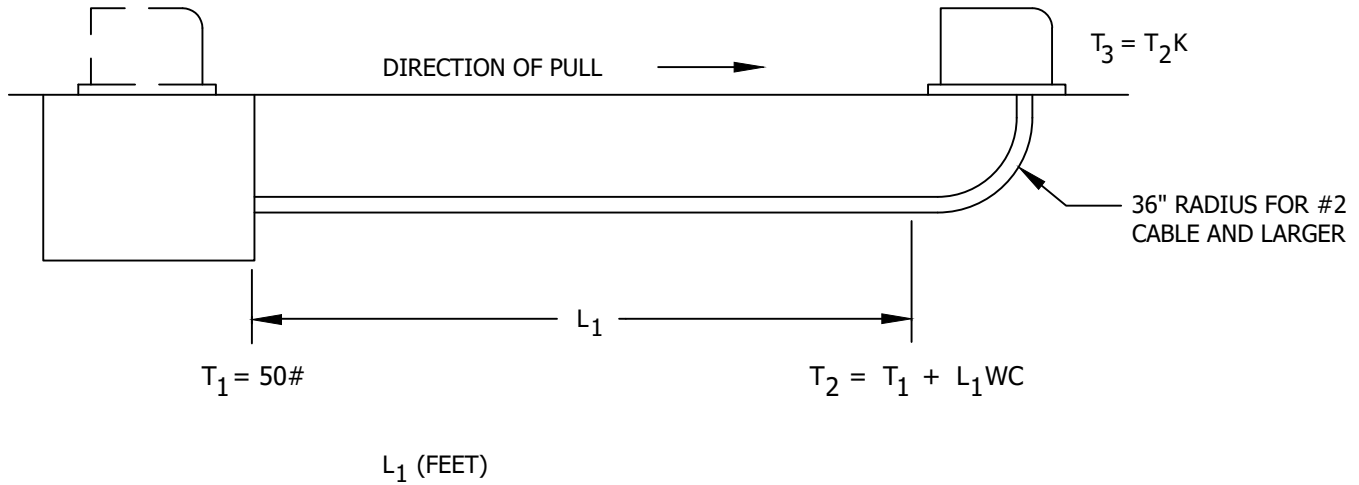 T3 = T2K
DIRECTION OF PULL
36" RADIUS FOR #2
CABLE AND LARGER
L1
T1 = 50#
T2 = T1 + L1WC
L1 (FEET)